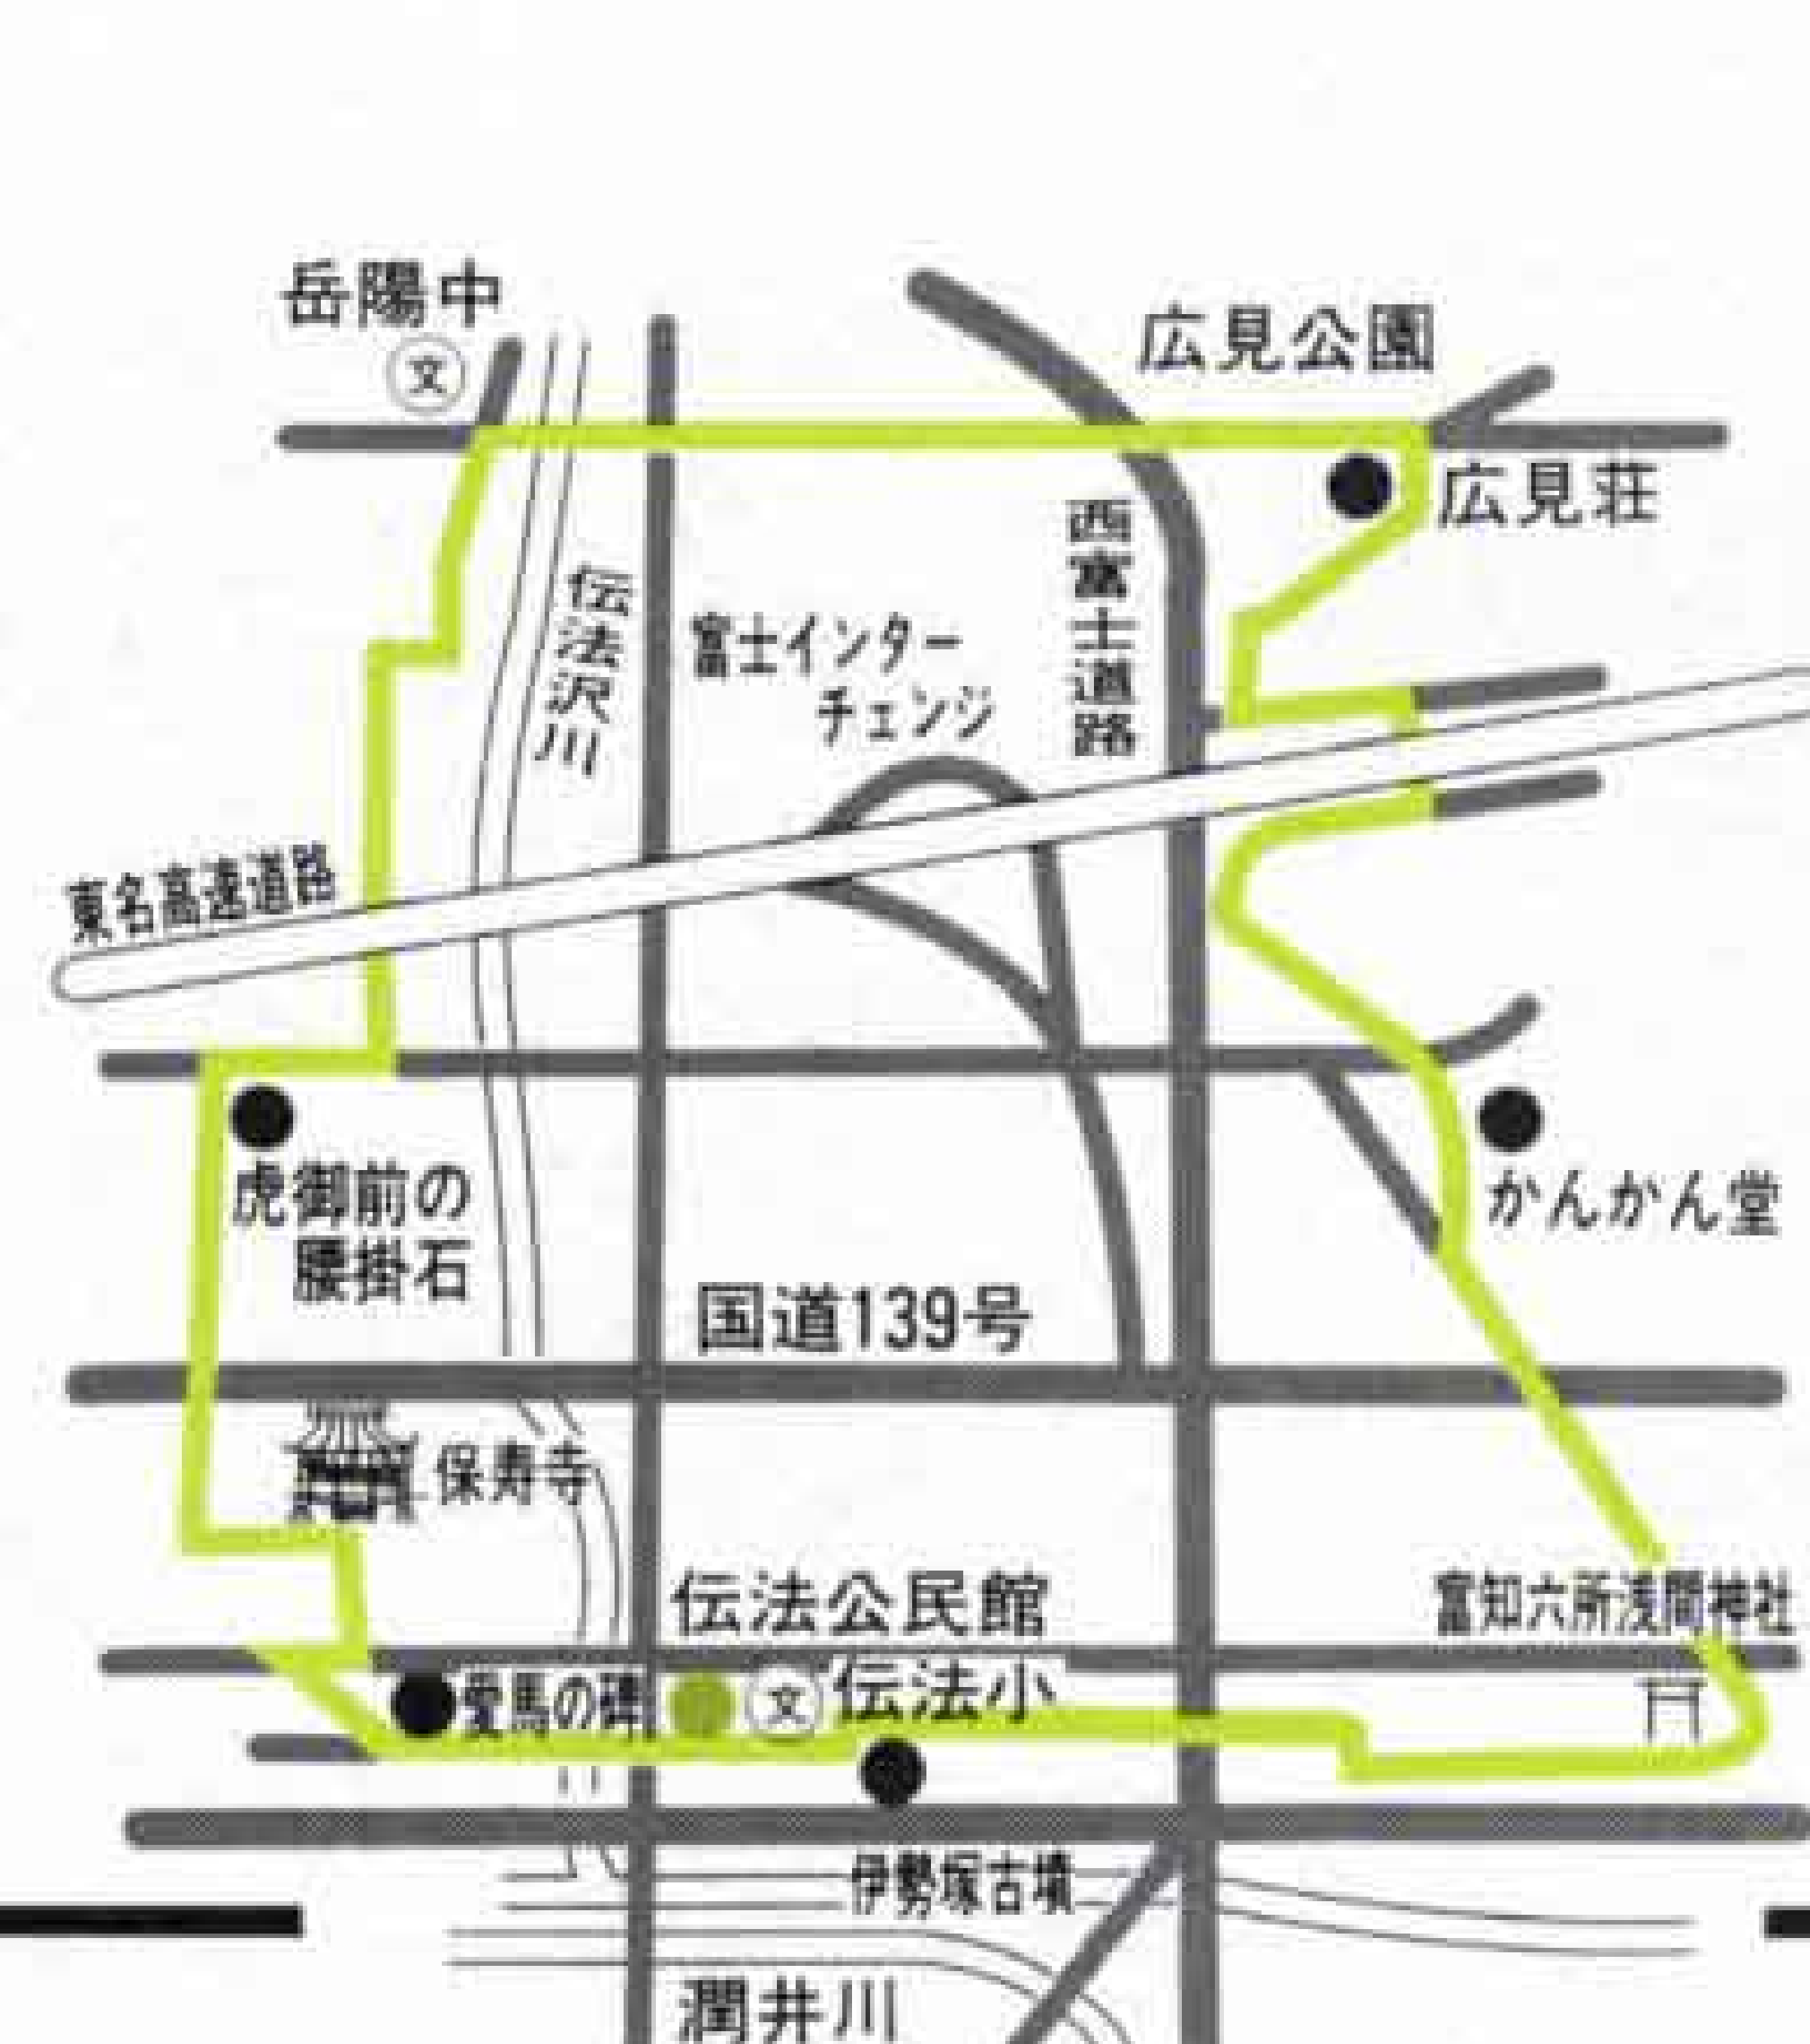 岳陽中
文
広見公園
広見荘
西富士道路
伝法沢川
富士インター
チェンジ
東名高速道路
虎御前の
腰掛石
かんかん堂
国道139号
保寿寺
伝法公民館
富知六所浅間神社
愛馬の碑
文
伝法小
伊勢塚古墳
潤井川